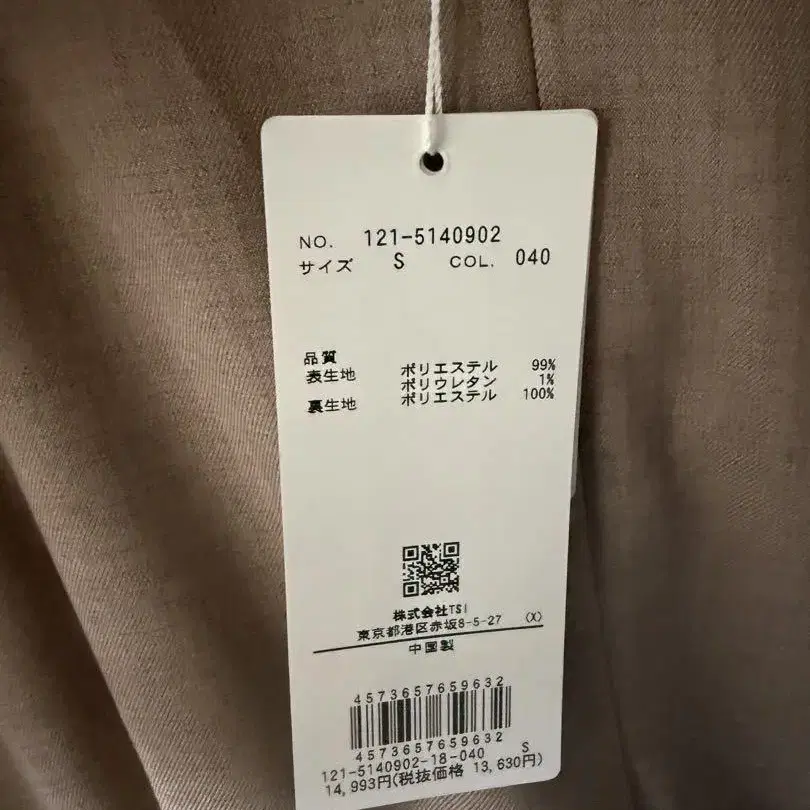 NO. 121-5140902
サイズ S COL. 040
品質
表生地 ポリエステル 99%
ポリウレタン 1%
裏生地 ポリエステル 100%
株式会社TSI
東京都港区赤坂8-5-27 (X)
中国製
4573657659632
4573657659632
121-5140902-18-040 S
14,993円(税抜価格 13,630円)